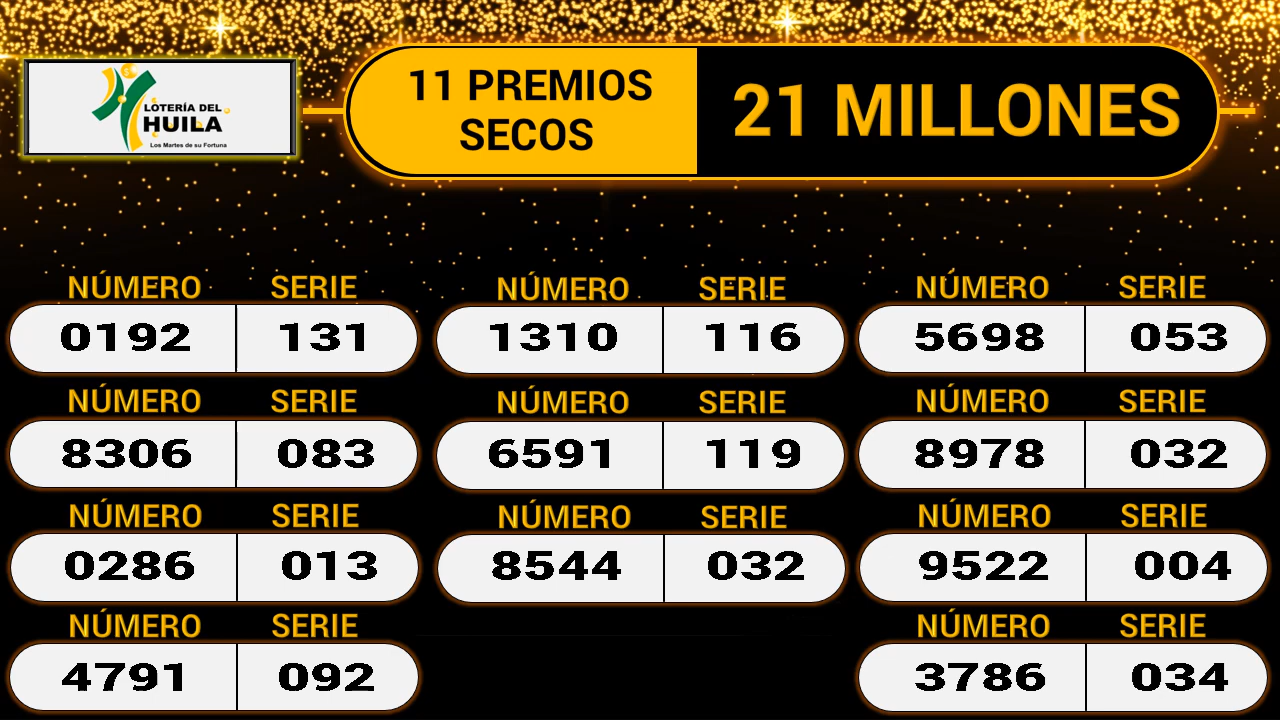 LOTERÍA DEL
HUILA
Los Martes de su Fortuna
11 PREMIOS
SECOS
21 MILLONES
NÚMERO SERIE NÚMERO SERIE NÚMERO SERIE
0192 131 1310 116 5698 053
NÚMERO SERIE NÚMERO SERIE NÚMERO SERIE
8306 083 6591 119 8978 032
NÚMERO SERIE NÚMERO SERIE NÚMERO SERIE
0286 013 8544 032 9522 004
NÚMERO SERIE NÚMERO SERIE
4791 092 3786 034